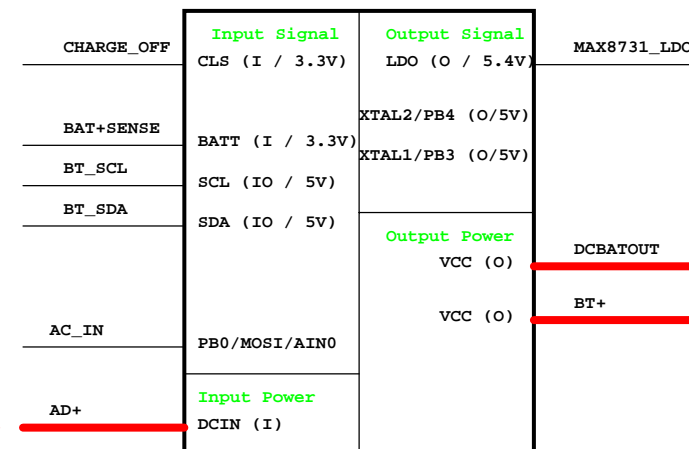 CHARGE_OFF
BAT+SENSE
BT_SCL
BT_SDA
AC_IN
AD+
Input Signal
CLS (I / 3.3V)
BATT (I / 3.3V)
SCL (IO / 5V)
SDA (IO / 5V)
PB0/MOSI/AIN0
Input Power
DCIN (I)
Output Signal
LDO (O / 5.4V)
XTAL2/PB4 (O/5V)
XTAL1/PB3 (O/5V)
Output Power
VCC (O)
VCC (O)
MAX8731_LDO
DCBATOUT
BT+